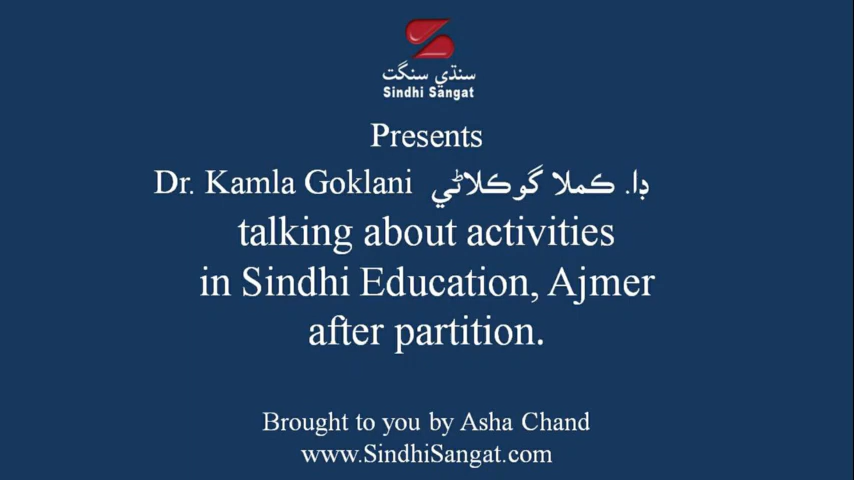 سنڌي سنگت
Sindhi Sangat
Presents
Dr. Kamla Goklani ڊا. ڪملا گوڪلاڻي
talking about activities
in Sindhi Education, Ajmer
after partition.
Brought to you by Asha Chand
www.SindhiSangat.com